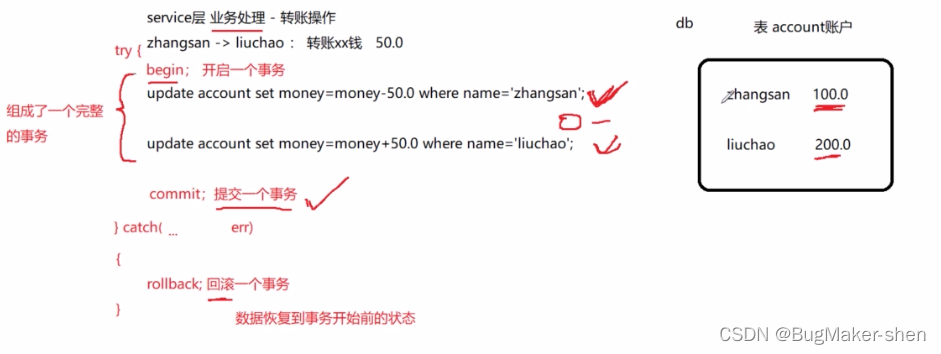 service层 业务处理 - 转账操作
zhangsan -> liuchao： 转账xx钱 50.0
try {
begin； 开启一个事务
update account set money=money-50.0 where name='zhangsan';
组成了一个完整
的事务
update account set money=money+50.0 where name='liuchao';
commit；提交一个事务
} catch( ... err)
{
rollback; 回滚一个事务
}
数据恢复到事务开始前的状态
db 表 account账户
zhangsan 100.0
liuchao 200.0
CSDN @BugMaker-shen